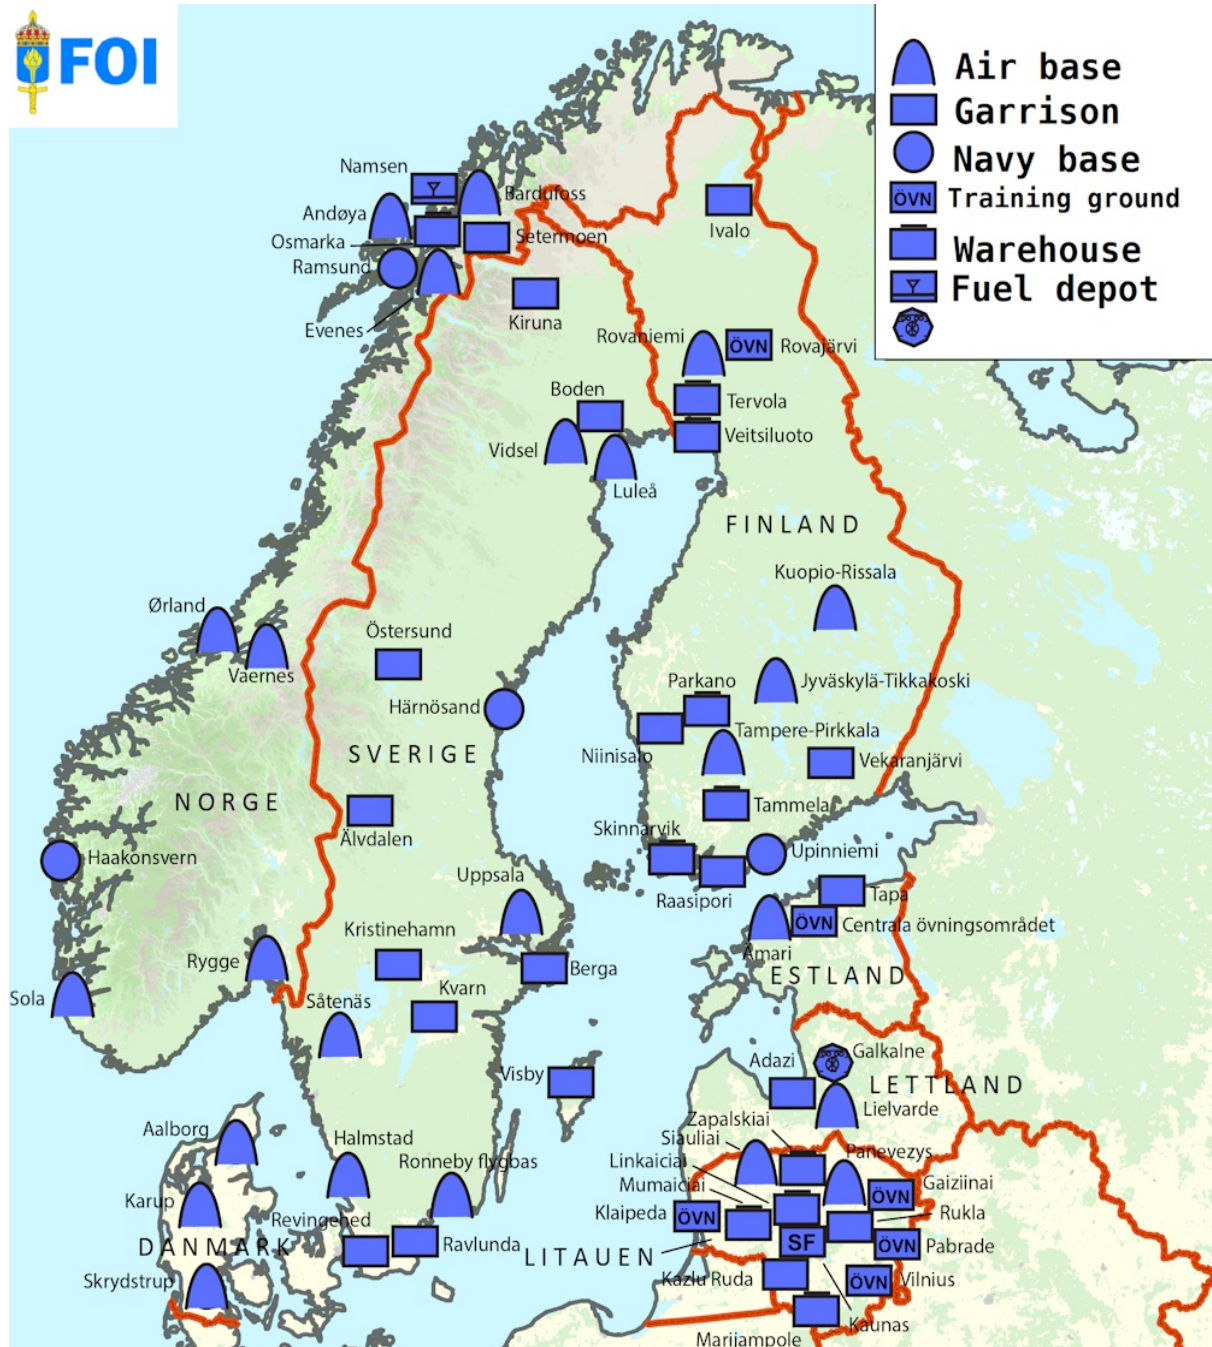 FOI
Air base
Garrison
Navy base
ÖVN Training ground
Warehouse
Fuel depot
Namsen
Bardufoss
Andøya
Osmarka
Setermoen
Ramsund
Evenes
Ivalo
Kiruna
Rovaniemi
ÖVN
Rovajärvi
Boden
Tervola
Vidsel
Veitsiluoto
Luleå
FINLAND
Kuopio-Rissala
Ørland
Östersund
Vaernes
Parkano
Jyväskylä-Tikkakoski
Härnösand
Tampere-Pirkkala
SVERIGE
Niinisalo
Vekaranjärvi
NORGE
Tammela
Älvdalen
Skinnarvik
Haakonsvern
Upinniemi
Uppsala
Raasipori
Tapa
Kristinehamn
ÖVN
Centrala övningsområdet
Ämari
Rygge
Berga
ESTLAND
Sola
Kvarn
Såtenäs
Galkalne
Adazi
Visby
LETTLAND
Lielvarde
Zapalskiai
Aalborg
Halmstad
Siauliai
Panevezys
Ronneby flygbas
Linkaiciai
Gaiziinai
ÖVN
Mumaiciai
Karup
Klaipeda
ÖVN
Rukla
Revingehed
SF
DANMARK
Ravlunda
ÖVN
Pabrade
LITAUEN
Skrydstrup
Kazlu Ruda
ÖVN
Vilnius
Kaunas
Marijampole